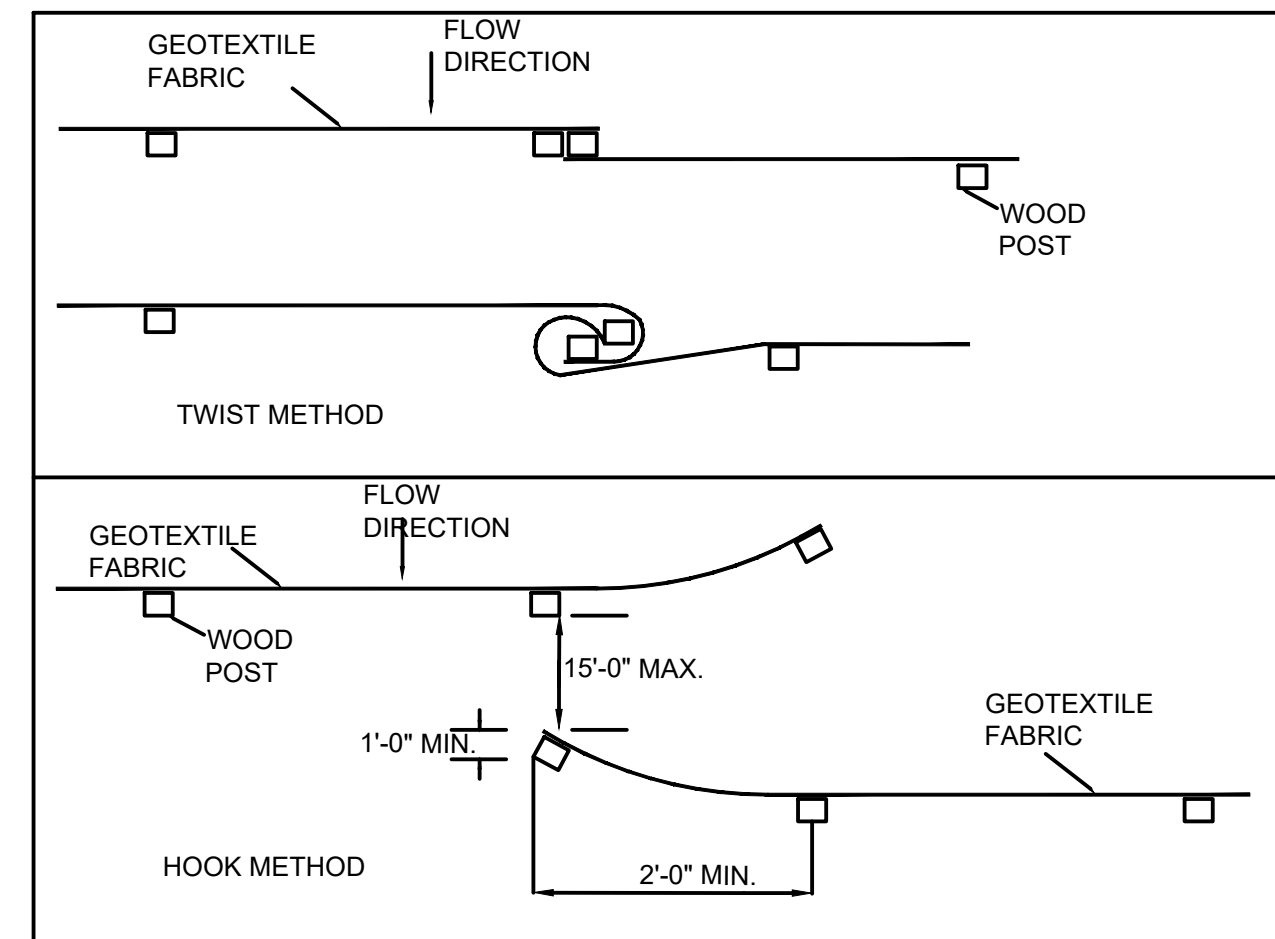 GEOTEXTILE
FABRIC
FLOW
DIRECTION
WOOD
POST
TWIST METHOD
FLOW
DIRECTION
GEOTEXTILE
FABRIC
WOOD
POST
15'-0" MAX.
1'-0" MIN.
GEOTEXTILE
FABRIC
HOOK METHOD
2'-0" MIN.